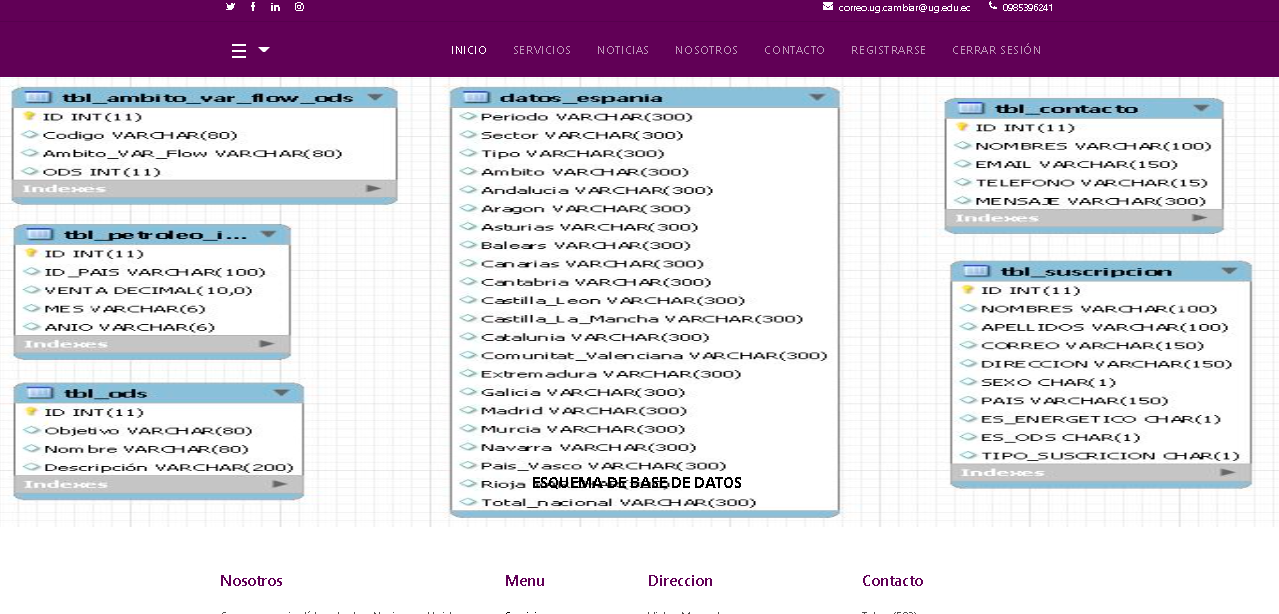 correo.ug.cambiar@ug.edu.ec 0985396241
INICIO SERVICIOS NOTICIAS NOSOTROS CONTACTO REGISTRARSE CERRAR SESIÓN
tbl_ambito_var_flow_ods
ID INT(11)
Codigo VARCHAR(80)
Ambito_VAR_Flow VARCHAR(80)
ODS INT(11)
Indexes
tbl_petroleo_i...
ID INT(11)
ID_PAIS VARCHAR(100)
VENTA DECIMAL(10,0)
MES VARCHAR(6)
ANIO VARCHAR(6)
Indexes
tbl_ods
ID INT(11)
Objetivo VARCHAR(80)
Nombre VARCHAR(80)
Descripción VARCHAR(200)
Indexes
datos_espania
Periodo VARCHAR(300)
Sector VARCHAR(300)
Tipo VARCHAR(300)
Ambito VARCHAR(300)
Andalucia VARCHAR(300)
Aragon VARCHAR(300)
Asturias VARCHAR(300)
Balears VARCHAR(300)
Canarias VARCHAR(300)
Cantabria VARCHAR(300)
Castilla_Leon VARCHAR(300)
Castilla_La_Mancha VARCHAR(300)
Catalunia VARCHAR(300)
Comunitat_Valenciana VARCHAR(300)
Extremadura VARCHAR(300)
Galicia VARCHAR(300)
Madrid VARCHAR(300)
Murcia VARCHAR(300)
Navarra VARCHAR(300)
Pais_Vasco VARCHAR(300)
Rioja
ESQUEMA DE BASE DE DATOS
Total_nacional VARCHAR(300)
tbl_contacto
ID INT(11)
NOMBRES VARCHAR(100)
EMAIL VARCHAR(150)
TELEFONO VARCHAR(15)
MENSAJE VARCHAR(300)
Indexes
tbl_suscripcion
ID INT(11)
NOMBRES VARCHAR(100)
APELLIDOS VARCHAR(100)
CORREO VARCHAR(150)
DIRECCION VARCHAR(150)
SEXO CHAR(1)
PAIS VARCHAR(150)
ES_ENERGETICO CHAR(1)
ES_ODS CHAR(1)
TIPO_SUSCRICION CHAR(1)
Indexes
Nosotros Menu Direccion Contacto